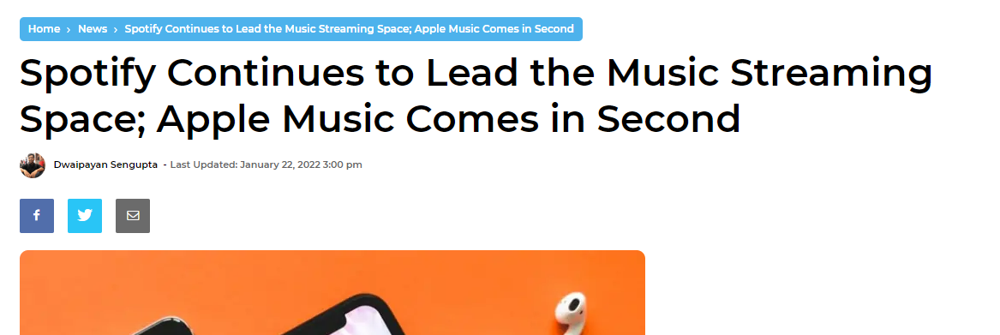 Home › News › Spotify Continues to Lead the Music Streaming Space; Apple Music Comes in Second
Spotify Continues to Lead the Music Streaming
Space; Apple Music Comes in Second
Dwaipayan Sengupta - Last Updated: January 22, 2022 3:00 pm